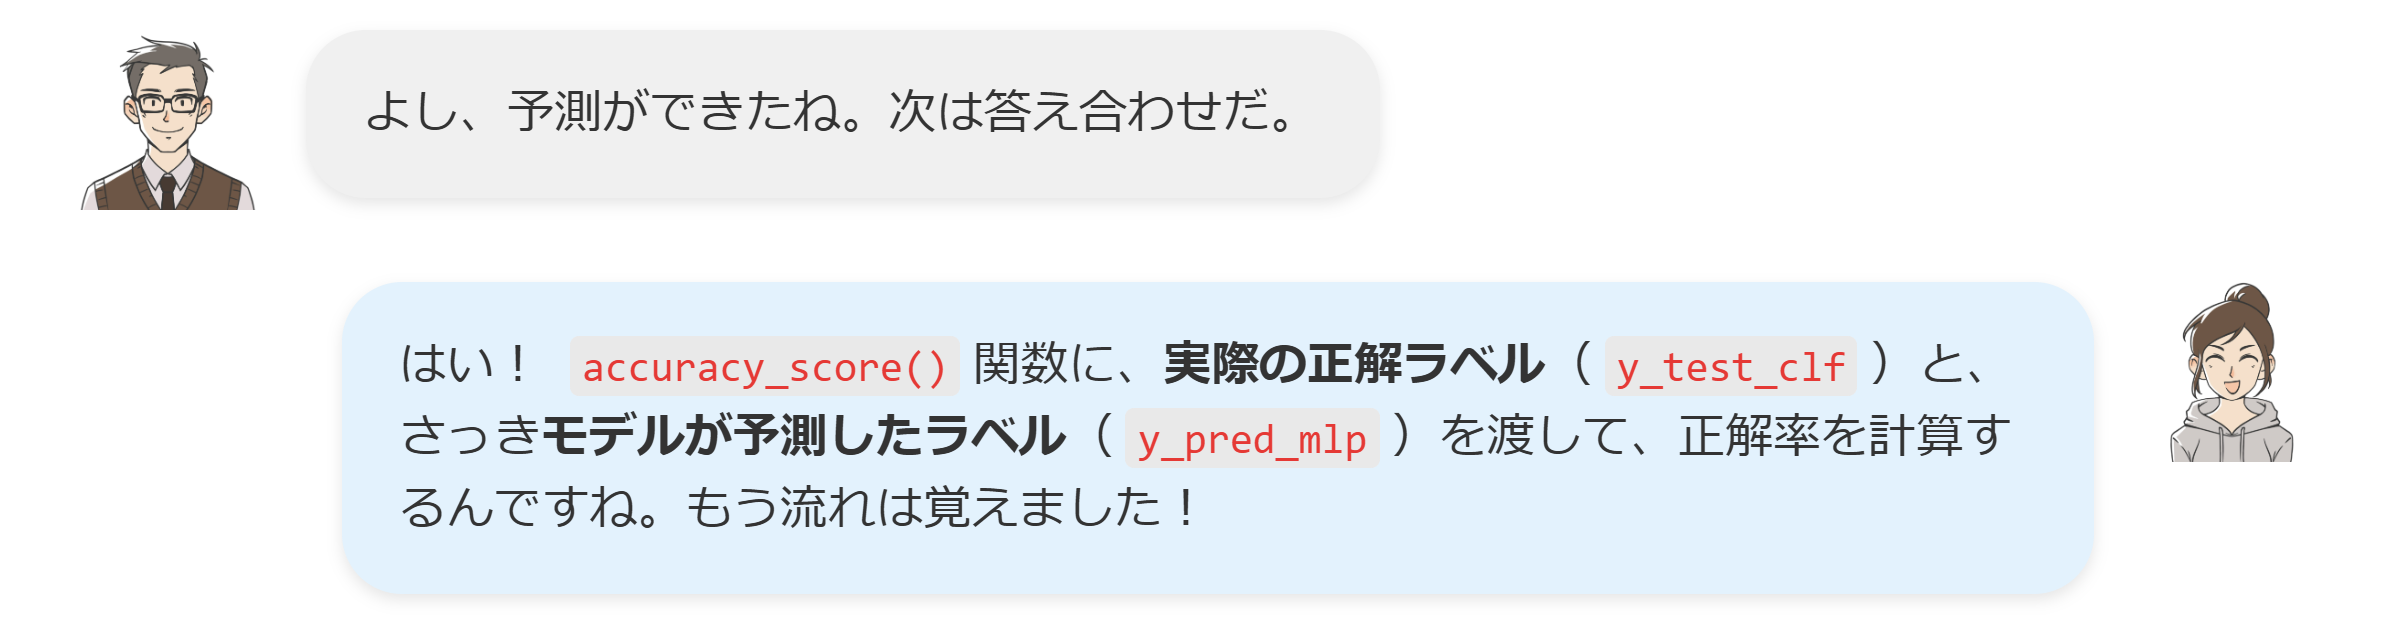 よし、予測ができたね。次は答え合わせだ。
はい！ accuracy_score() 関数に、実際の正解ラベル（ y_test_clf ）と、
さっきモデルが予測したラベル（ y_pred_mlp ）を渡して、正解率を計算す
るんですね。もう流れは覚えました！